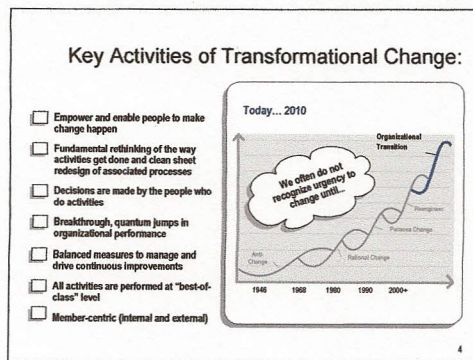 Key Activities of Transformational Change:
Empower and enable people to make
change happen
Fundamental rethinking of the way
activities get done and clean sheet
redesign of associated processes
Decisions are made by the people who
do activities
Breakthrough, quantum jumps in
organizational performance
Balanced measures to manage and
drive continuous improvements
All activities are performed at "best-of-
class" level
Member-centric (internal and external)
Today... 2010
Organizational
Transition
We often do not
recognize urgency to
change until...
Reengineer
Panacea Change
Rational Change
Anti-
Change
1946 1968 1980 1990 2000+
4